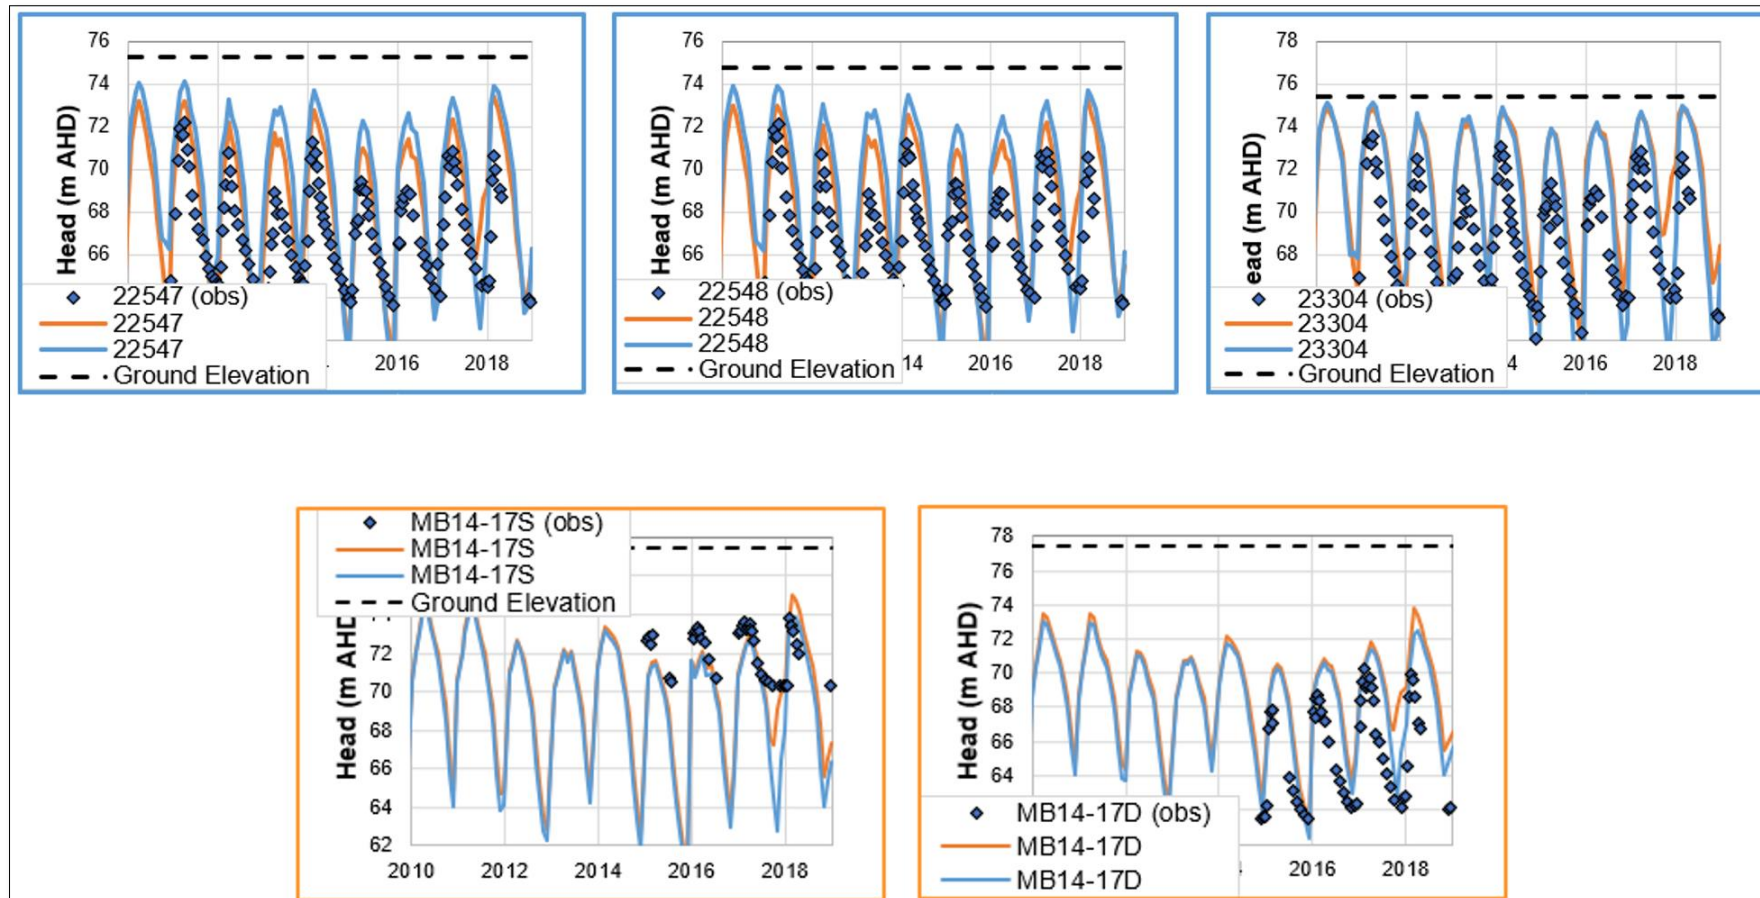 76
74
72
70
68
66
Head (m AHD)
22547 (obs)
22547
22547
Ground Elevation
2016
2018
76
74
72
70
68
66
Head (m AHD)
22548 (obs)
22548
22548
Ground Elevation
14
2016
2018
78
76
74
72
70
68
ead (m AHD)
23304 (obs)
23304
23304
Ground Elevation
4
2016
2018
MB14-17S (obs)
MB14-17S
MB14-17S
Ground Elevation
72
70
68
66
64
62
Head (m AHD
2010
2012
2014
2016
2018
78
76
74
72
70
68
66
64
Head (m AHD)
MB14-17D (obs)
MB14-17D
MB14-17D
2016
2018